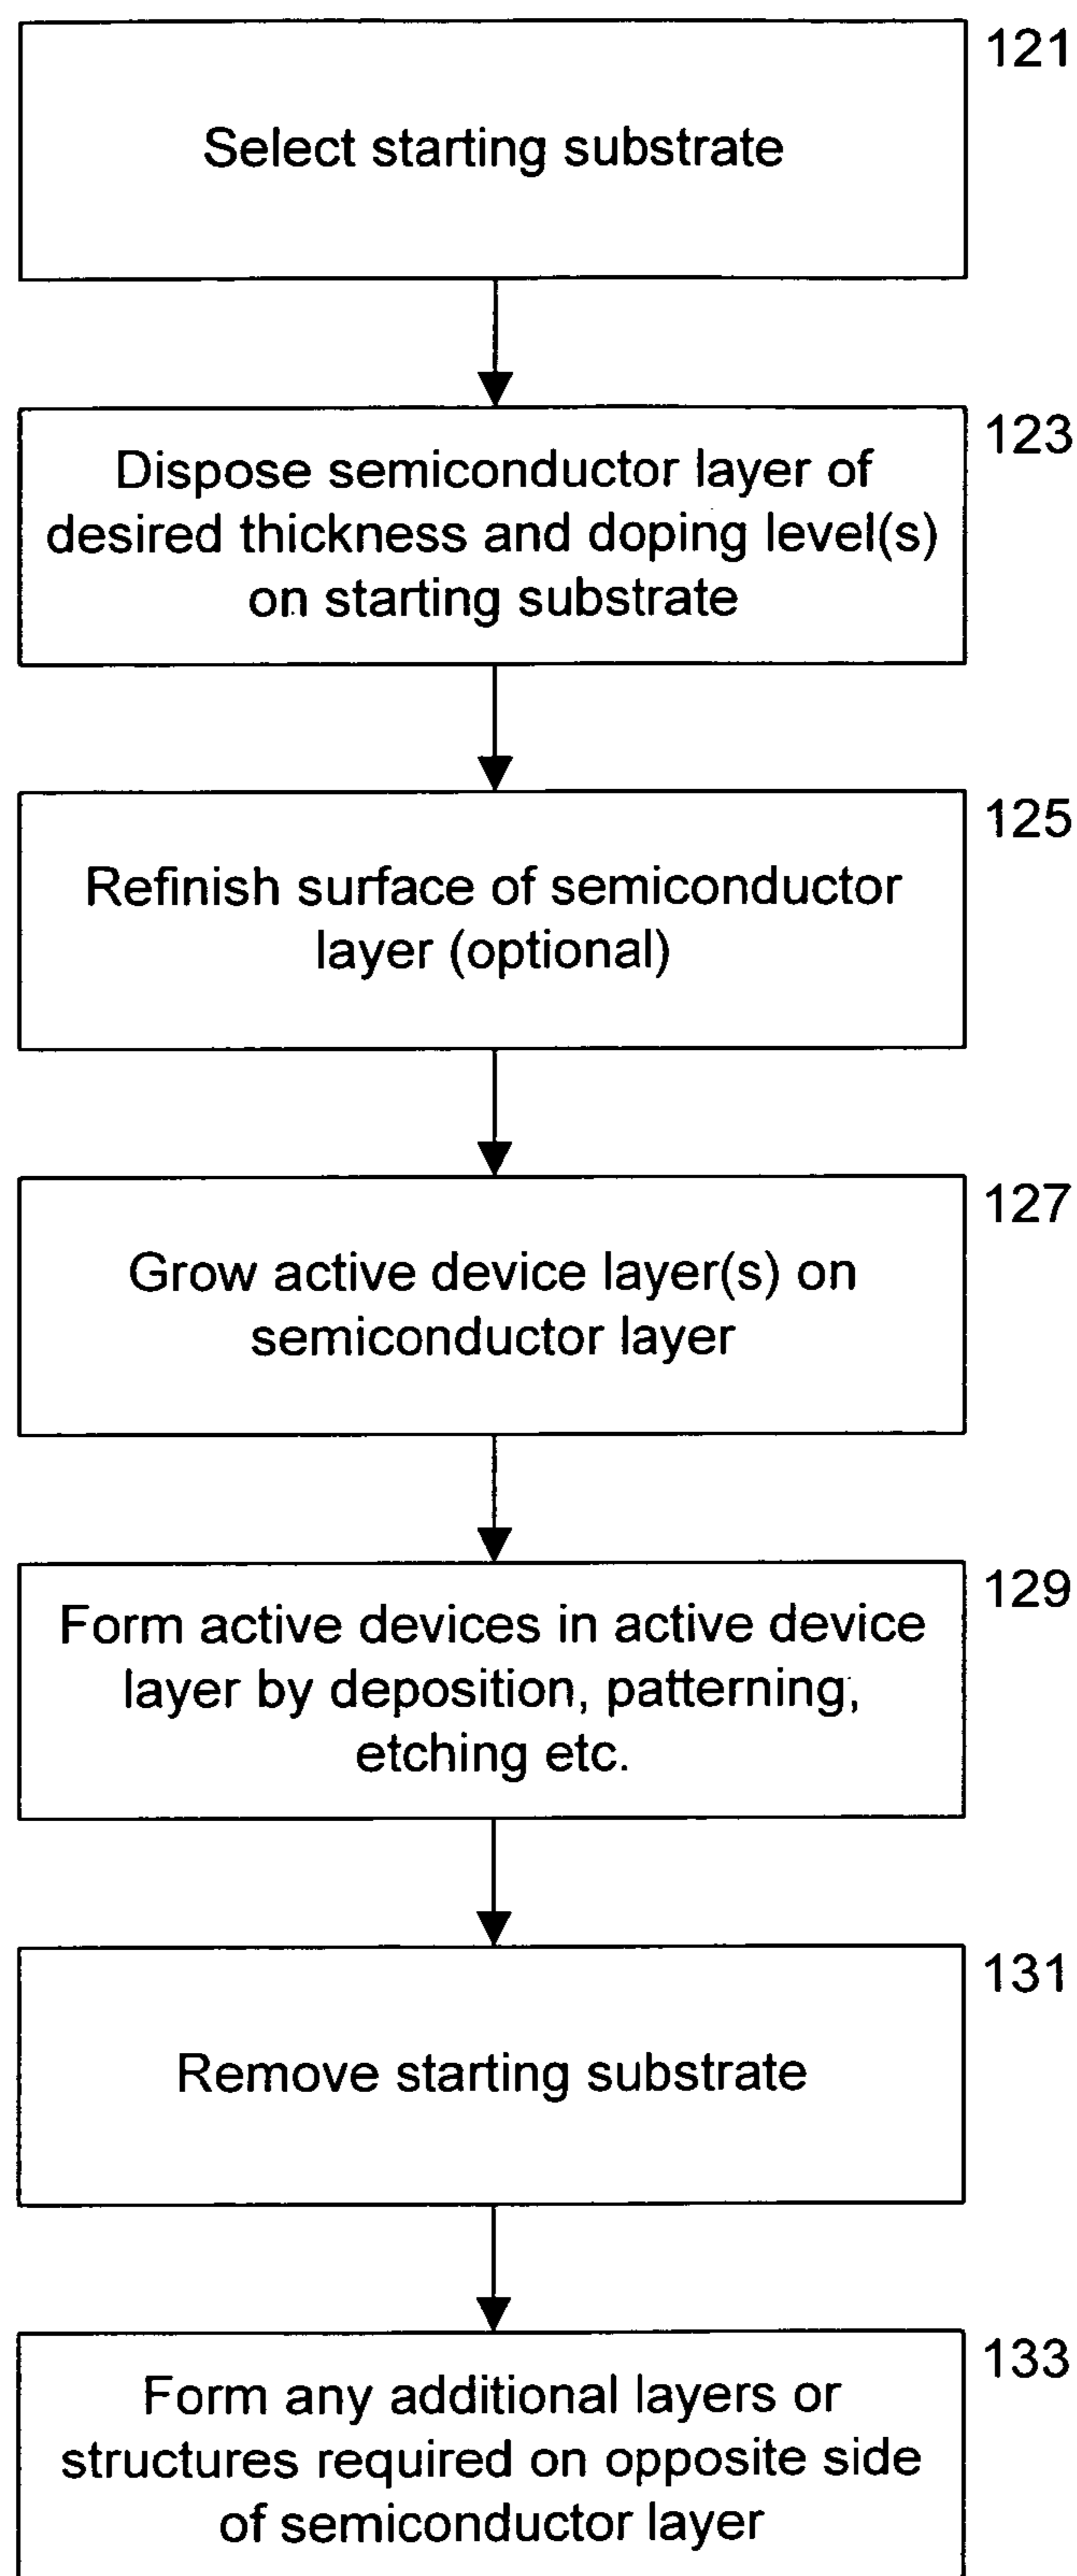 121
Select starting substrate
123
Dispose semiconductor layer of
desired thickness and doping level(s)
on starting substrate
125
Refinish surface of semiconductor
layer (optional)
127
Grow active device layer(s) on
semiconductor layer
129
Form active devices in active device
layer by deposition, patterning,
etching etc.
131
Remove starting substrate
133
Form any additional layers or
structures required on opposite side
of semiconductor layer